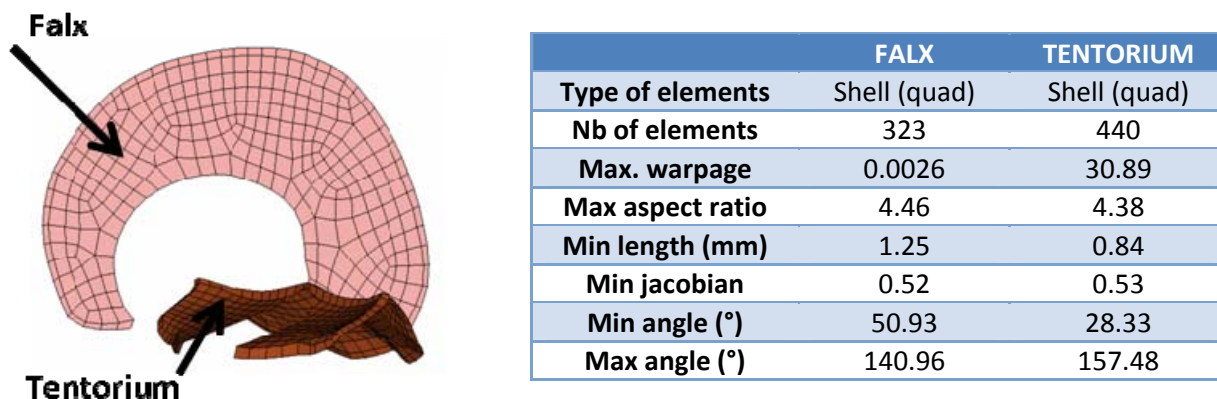 Falx
Tentorium
FALX TENTORIUM
Type of elements Shell (quad) Shell (quad)
Nb of elements 323 440
Max. warpage 0.0026 30.89
Max aspect ratio 4.46 4.38
Min length (mm) 1.25 0.84
Min jacobian 0.52 0.53
Min angle (°) 50.93 28.33
Max angle (°) 140.96 157.48